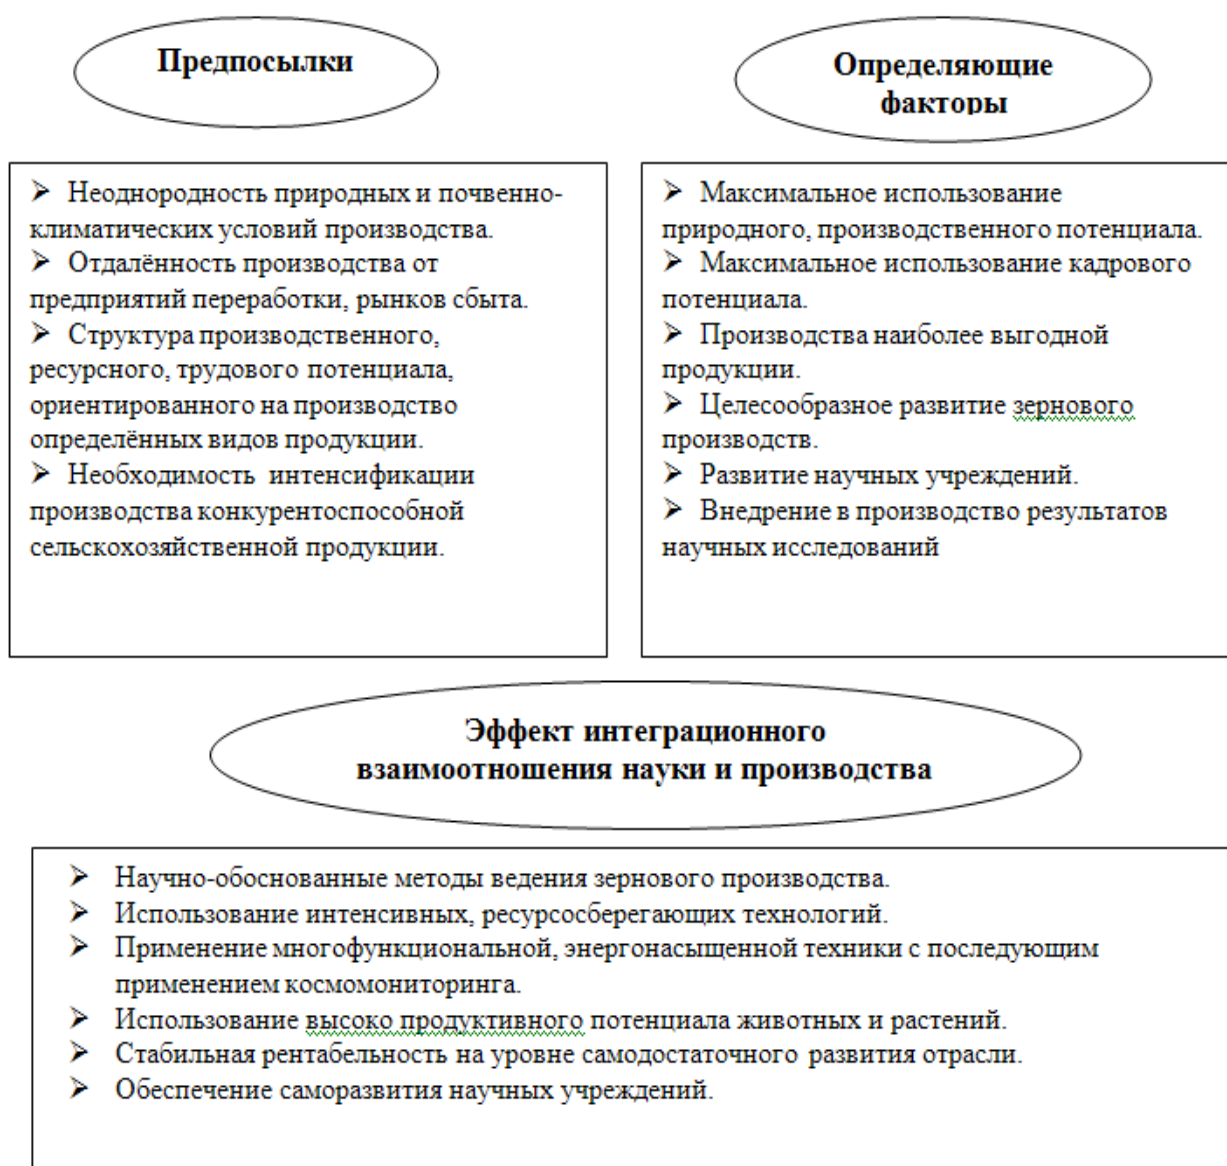 Предпосылки
Определяющие
факторы
➢ Неоднородность природных и почвенно-
климатических условий производства.
➢ Отдалённость производства от
предприятий переработки, рынков сбыта.
➢ Структура производственного,
ресурсного, трудового потенциала,
ориентированного на производство
определённых видов продукции.
➢ Необходимость интенсификации
производства конкурентоспособной
сельскохозяйственной продукции.
➢ Максимальное использование
природного, производственного потенциала.
➢ Максимальное использование кадрового
потенциала.
➢ Производства наиболее выгодной
продукции.
➢ Целесообразное развитие зернового
производств.
➢ Развитие научных учреждений.
➢ Внедрение в производство результатов
научных исследований
Эффект интеграционного
взаимоотношения науки и производства
➢ Научно-обоснованные методы ведения зернового производства.
➢ Использование интенсивных, ресурсосберегающих технологий.
➢ Применение многофункциональной, энергонасыщенной техники с последующим
применением космомониторинга.
➢ Использование высоко продуктивного потенциала животных и растений.
➢ Стабильная рентабельность на уровне самодостаточного развития отрасли.
➢ Обеспечение саморазвития научных учреждений.